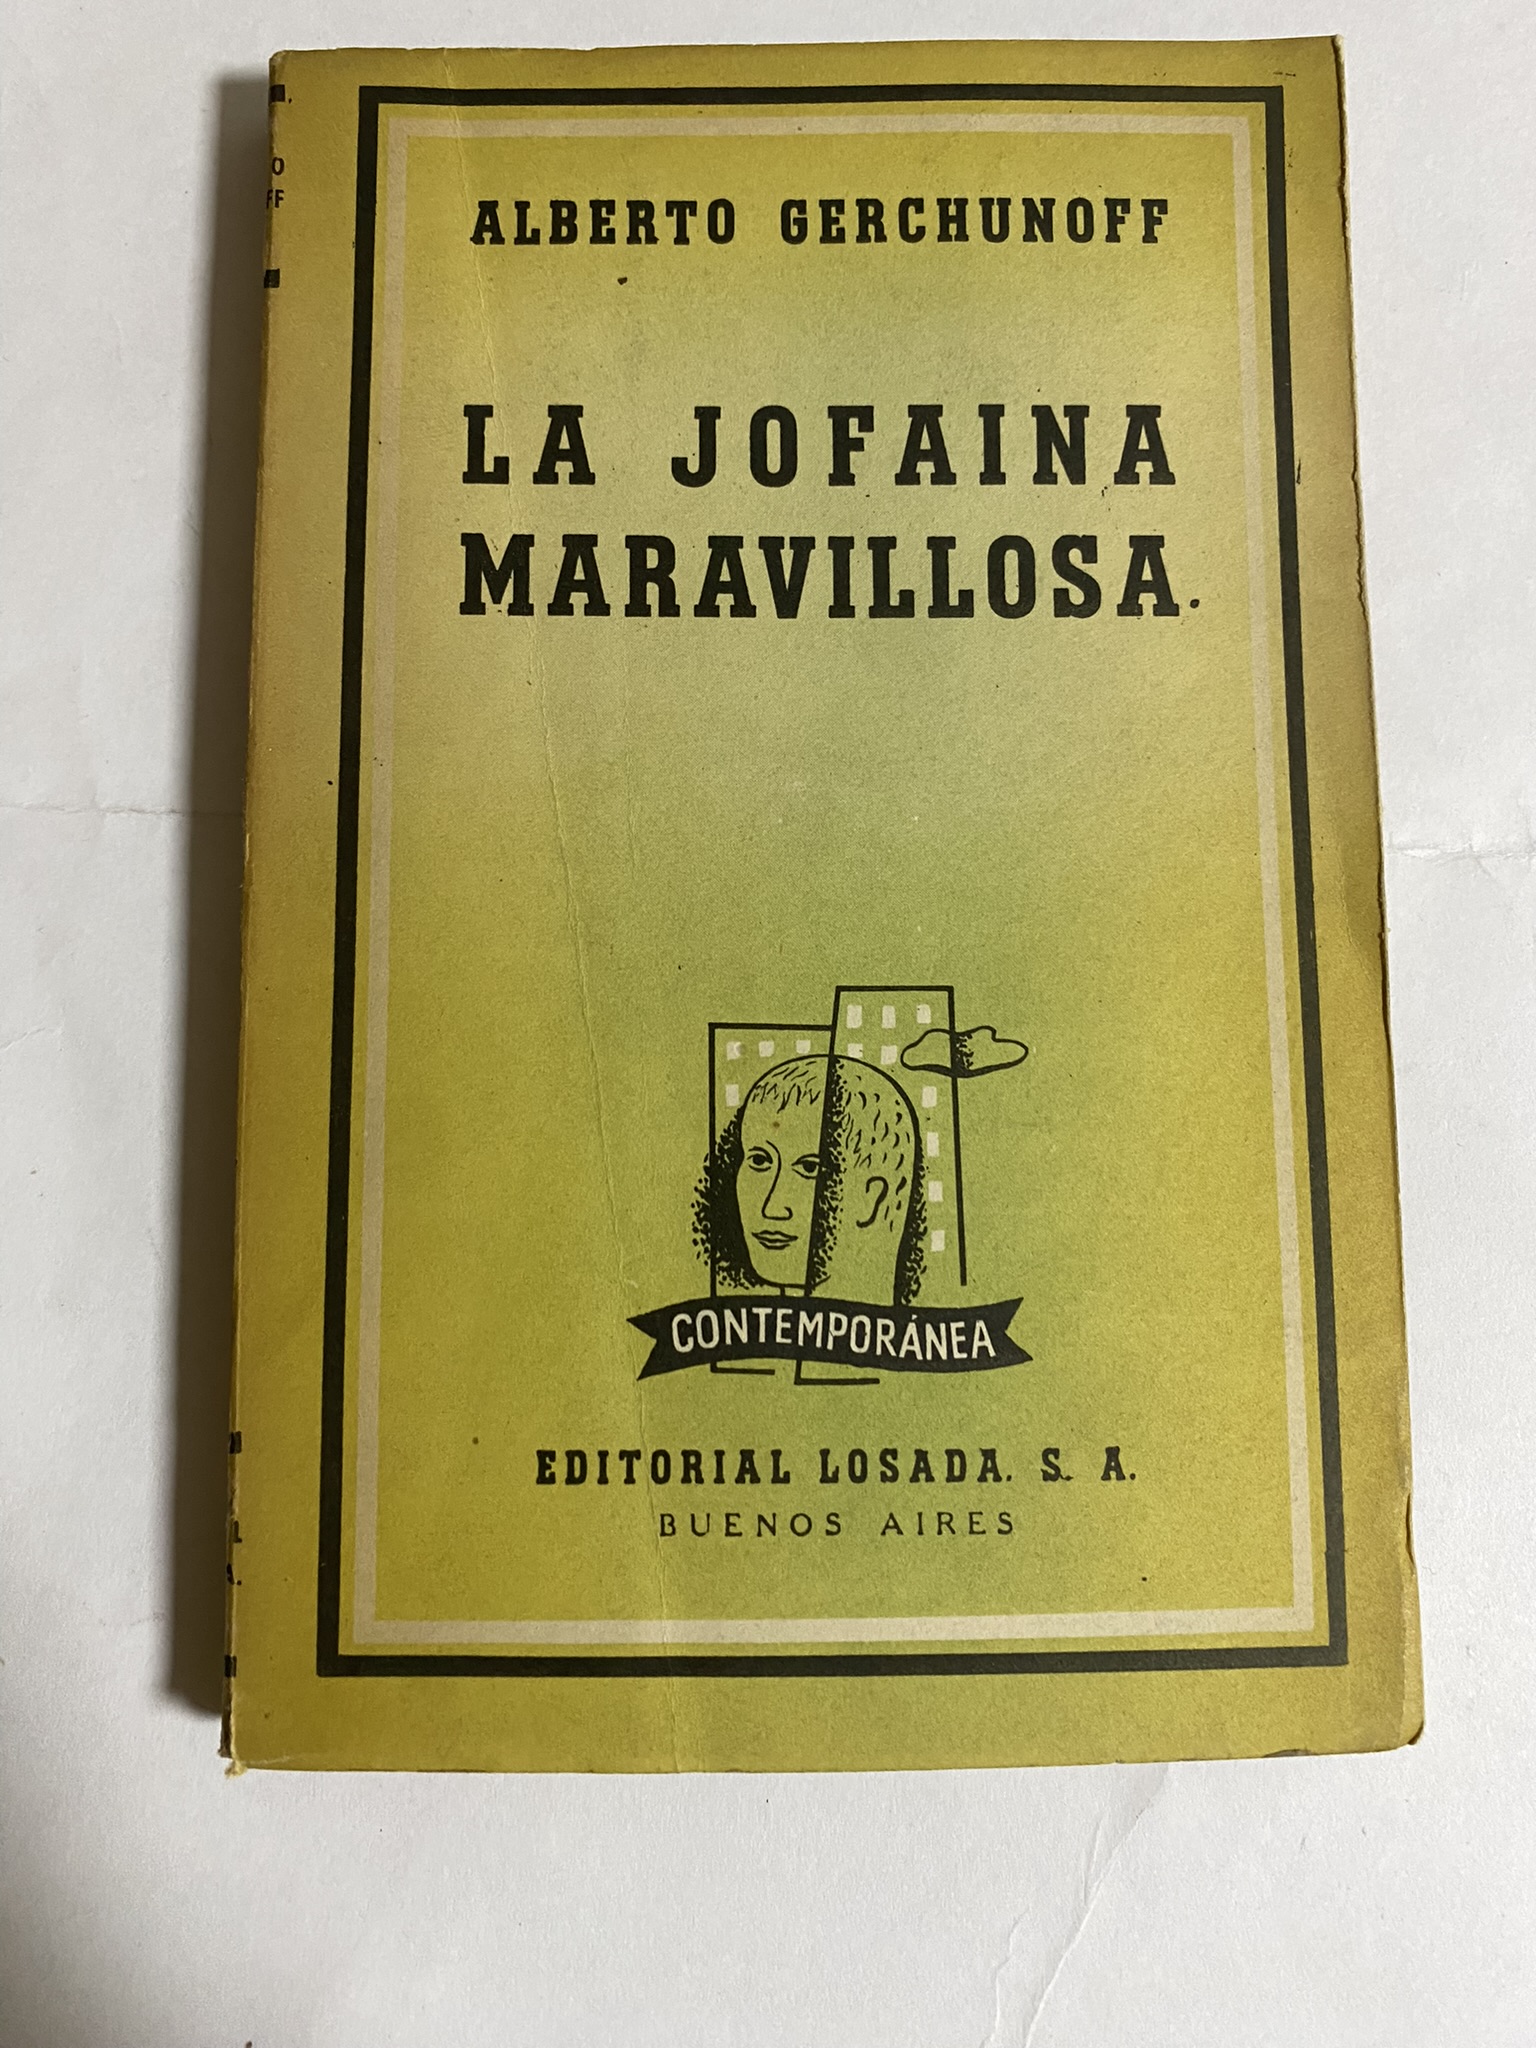 ALBERTO GERCHUNOFF
LA JOFAINA
MARAVILLOSA.
CONTEMPORÁNEA
EDITORIAL LOSADA. S. A.
BUENOS AIRES